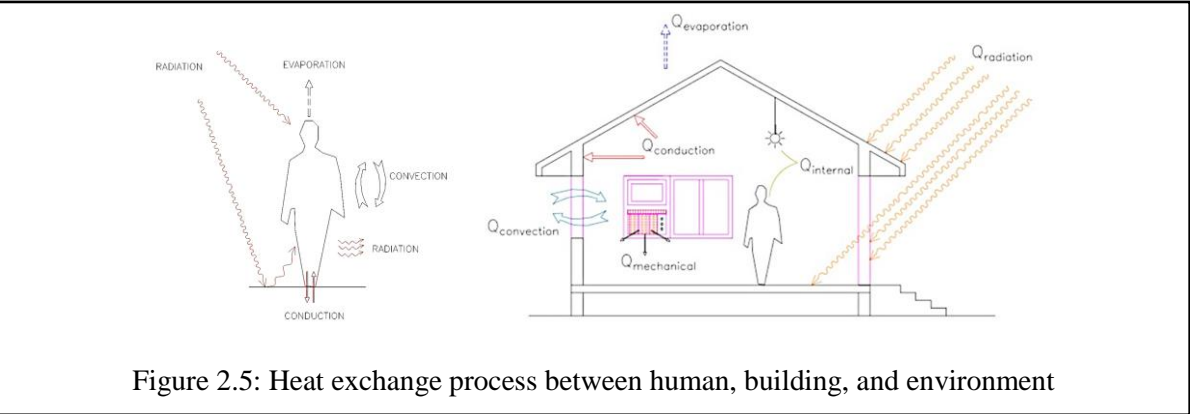 RADIATION
EVAPORATION
CONVECTION
RADIATION
CONDUCTION
Qevaporation
Qradiation
Qconduction
Qinternal
Qconvection
Qmechanical
Figure 2.5: Heat exchange process between human, building, and environment